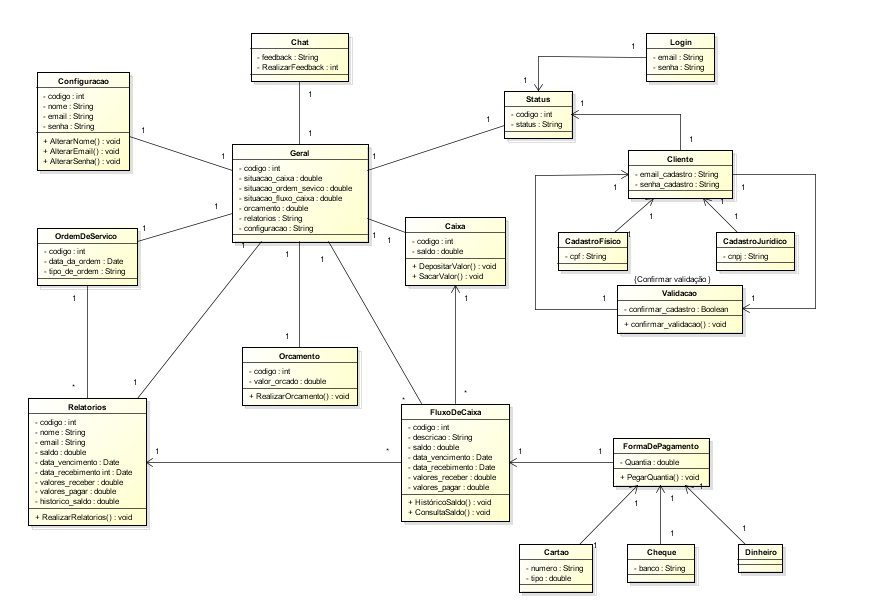 Chat
- feedback : String
- RealizarFeedback : int
1
1
Login
- email : String
- senha : String
1
Configuracao
- codigo : int
- nome : String
- email : String
- senha : String
+ AlterarNome() : void
+ AlterarEmail() : void
+ AlterarSenha() : void
1
1
Status
- codigo : int
- status : String
1
1
1
Geral
- codigo : int
- situacao_caixa : double
- situacao_ordem_sevico : double
- situacao_fluxo_caixa : double
- orcamento : double
- relatorios : String
- configuracao : String
1
1
1
1
1
Cliente
- email_cadastro : String
- senha_cadastro : String
1
1
1
1
1
OrdemDeServico
- codigo : int
- data_da_ordem : Date
- tipo_de_ordem : String
1
1
Caixa
- codigo : int
- saldo : double
+ DepositarValor() : void
+ SacarValor() : void
1
1
CadastroFísico
- cpf : String
CadastroJurídico
- cnpj : String
{Confirmar validação }
Validacao
- confirmar_cadastro : Boolean
+ confirmar_validacao() : void
1
1
Orcamento
- codigo : int
- valor_orcado : double
+ RealizarOrcamento() : void
1
1
*
*
*
Relatorios
- codigo : int
- nome : String
- email : String
- saldo : double
- data_vencimento : Date
- data_recebimento int : Date
- valores_receber : double
- valores_pagar : double
- historico_saldo : double
+ RealizarRelatorios() : void
1
*
FluxoDeCaixa
- codigo : int
- descricao : String
- saldo : double
- data_vencimento : Date
- data_recebimento : Date
- valores_receber : double
- valores_pagar : double
+ HistóricoSaldo() : void
+ ConsultaSaldo() : void
1
1
FormaDePagamento
- Quantia : double
+ PegarQuantia() : void
1
1
1
1
1
1
Cartao
- numero : String
- tipo : double
Cheque
- banco : String
Dinheiro